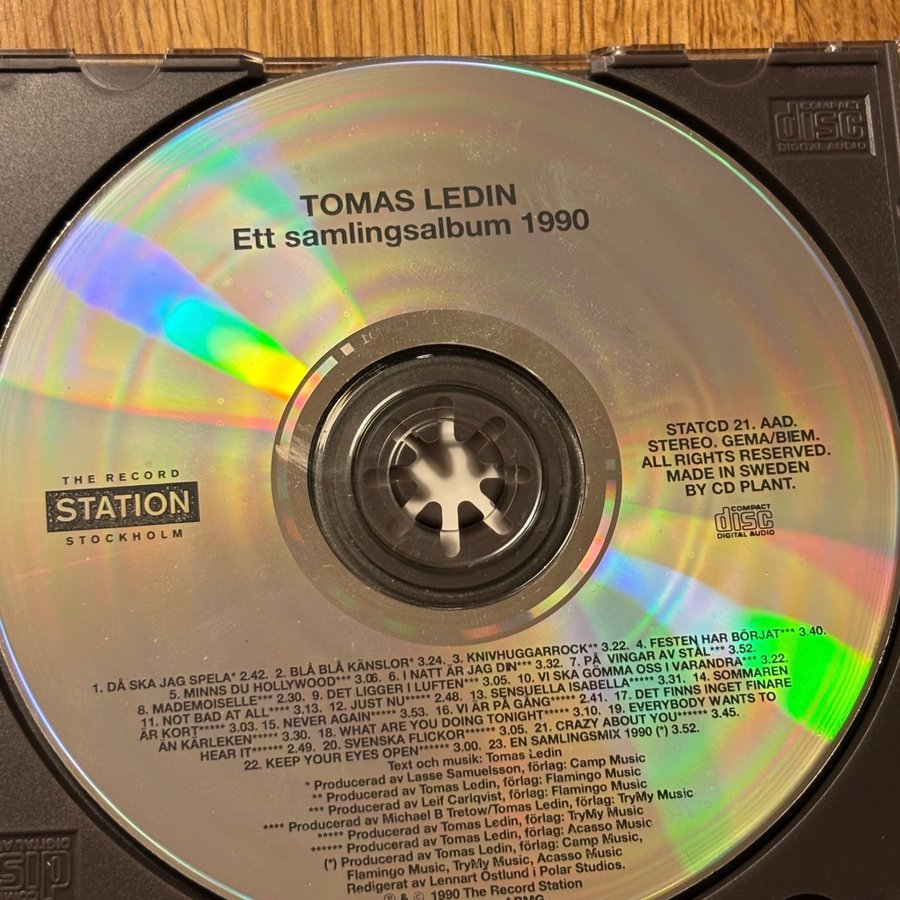 COMPACT
disc
DIGITAL AUDIO
TOMAS LEDIN
Ett samlingsalbum 1990
THE RECORD
STATION
STOCKHOLM
STATCD 21. AAD.
STEREO. GEMA/BIEM.
ALL RIGHTS RESERVED.
MADE IN SWEDEN
BY CD PLANT.
COMPACT
disc
DIGITAL AUDIO
1. DÅ SKA JAG SPELA* 2.42. 2. BLÅ BLÅ KÄNSLOR* 3.24. 3. KNIVHUGGARROCK** 3.22. 4. FESTEN HAR BÖRJAT*** 3.40.
5. MINNS DU HOLLYWOOD*** 3.06. 6. I NATT ÄR JAG DIN*** 3.32. 7. PÅ VINGAR AV STÅL*** 3.52.
8. MADEMOISELLE*** 2.30. 9. DET LIGGER I LUFTEN*** 3.05. 10. VI SKA GÖMMA OSS I VARANDRA*** 3.22.
11. NOT BAD AT ALL**** 3.13. 12. JUST NU***** 2.48. 13. SENSUELLA ISABELLA***** 3.31. 14. SOMMAREN
ÄR KORT***** 3.03. 15. NEVER AGAIN***** 3.53. 16. VI ÄR PÅ GÅNG***** 2.41. 17. DET FINNS INGET FINARE
ÄN KÄRLEKEN***** 3.30. 18. WHAT ARE YOU DOING TONIGHT***** 3.10. 19. EVERYBODY WANTS TO
HEAR IT****** 2.49. 20. SVENSKA FLICKOR****** 3.05. 21. CRAZY ABOUT YOU****** 3.45.
22. KEEP YOUR EYES OPEN****** 3.00. 23. EN SAMLINGSMIX 1990 (*) 3.52.
Text och musik: Tomas Ledin
* Producerad av Lasse Samuelsson, förlag: Camp Music
** Producerad av Tomas Ledin, förlag: Flamingo Music
*** Producerad av Leif Carlqvist, förlag: Flamingo Music
**** Producerad av Michael B Tretow/Tomas Ledin, förlag: TryMy Music
***** Producerad av Tomas Ledin, förlag: TryMy Music
****** Producerad av Tomas Ledin, förlag: Acasso Music
(*) Producerad av Tomas Ledin, förlag: Camp Music,
Flamingo Music, TryMy Music, Acasso Music
Redigerat av Lennart Östlund i Polar Studios.
℗ & © 1990 The Record Station
BMG
disc